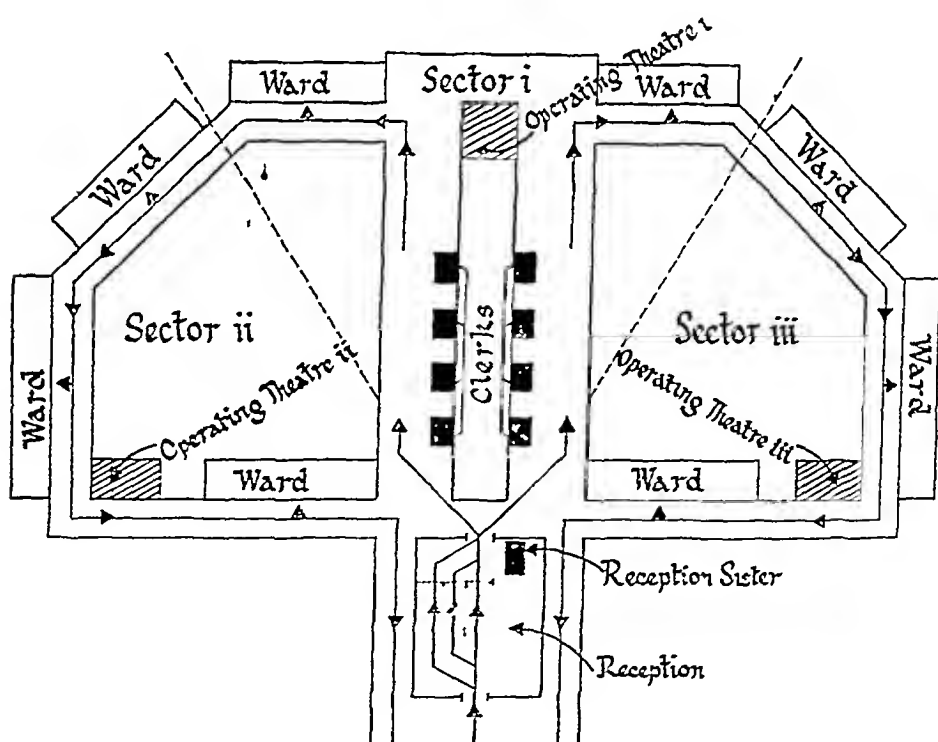 Ward
Sector i
Operating Theatre i
Ward
Ward
Ward
Sector ii
Clerks
Sector iii
Ward
Operating Theatre ii
Operating Theatre iii
Ward
Ward
Ward
Reception Sister
Reception